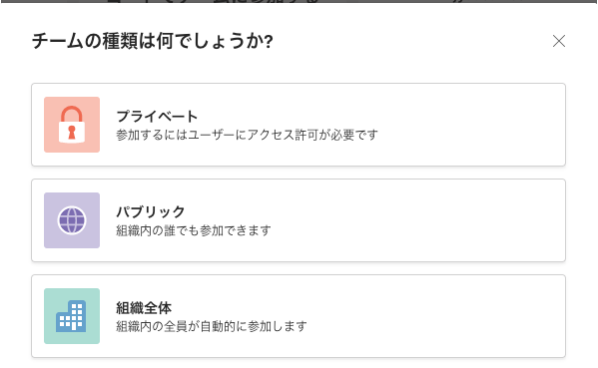 チームの種類は何でしょうか?
プライベート
参加するにはユーザーにアクセス許可が必要です
パブリック
組織内の誰でも参加できます
組織全体
組織内の全員が自動的に参加します